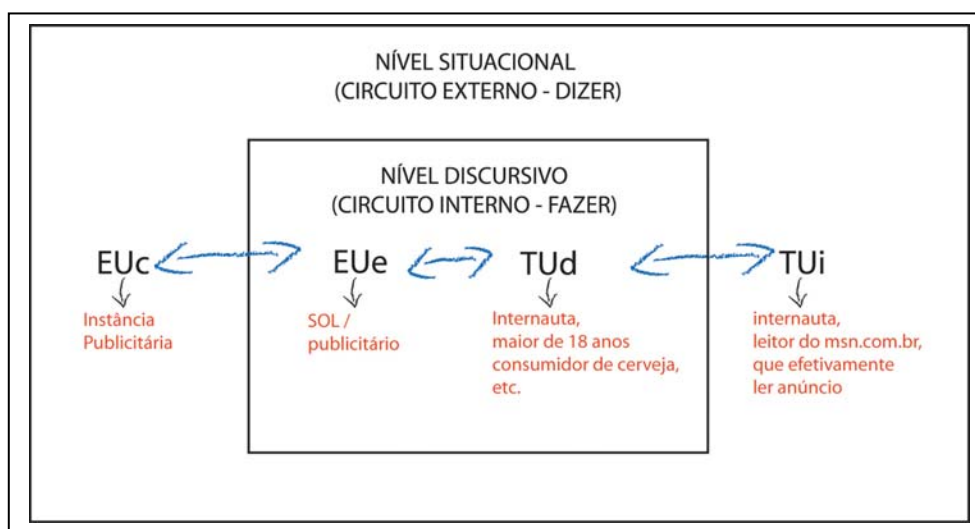 NÍVEL SITUACIONAL
(CIRCUITO EXTERNO - DIZER)
NÍVEL DISCURSIVO
(CIRCUITO INTERNO - FAZER)
EUc
EUe
TUd
TUi
Instância
Publicitária
SOL /
publicitário
Internauta,
maior de 18 anos
consumidor de cerveja,
etc.
internauta,
leitor do msn.com.br,
que efetivamente
ler anúncio